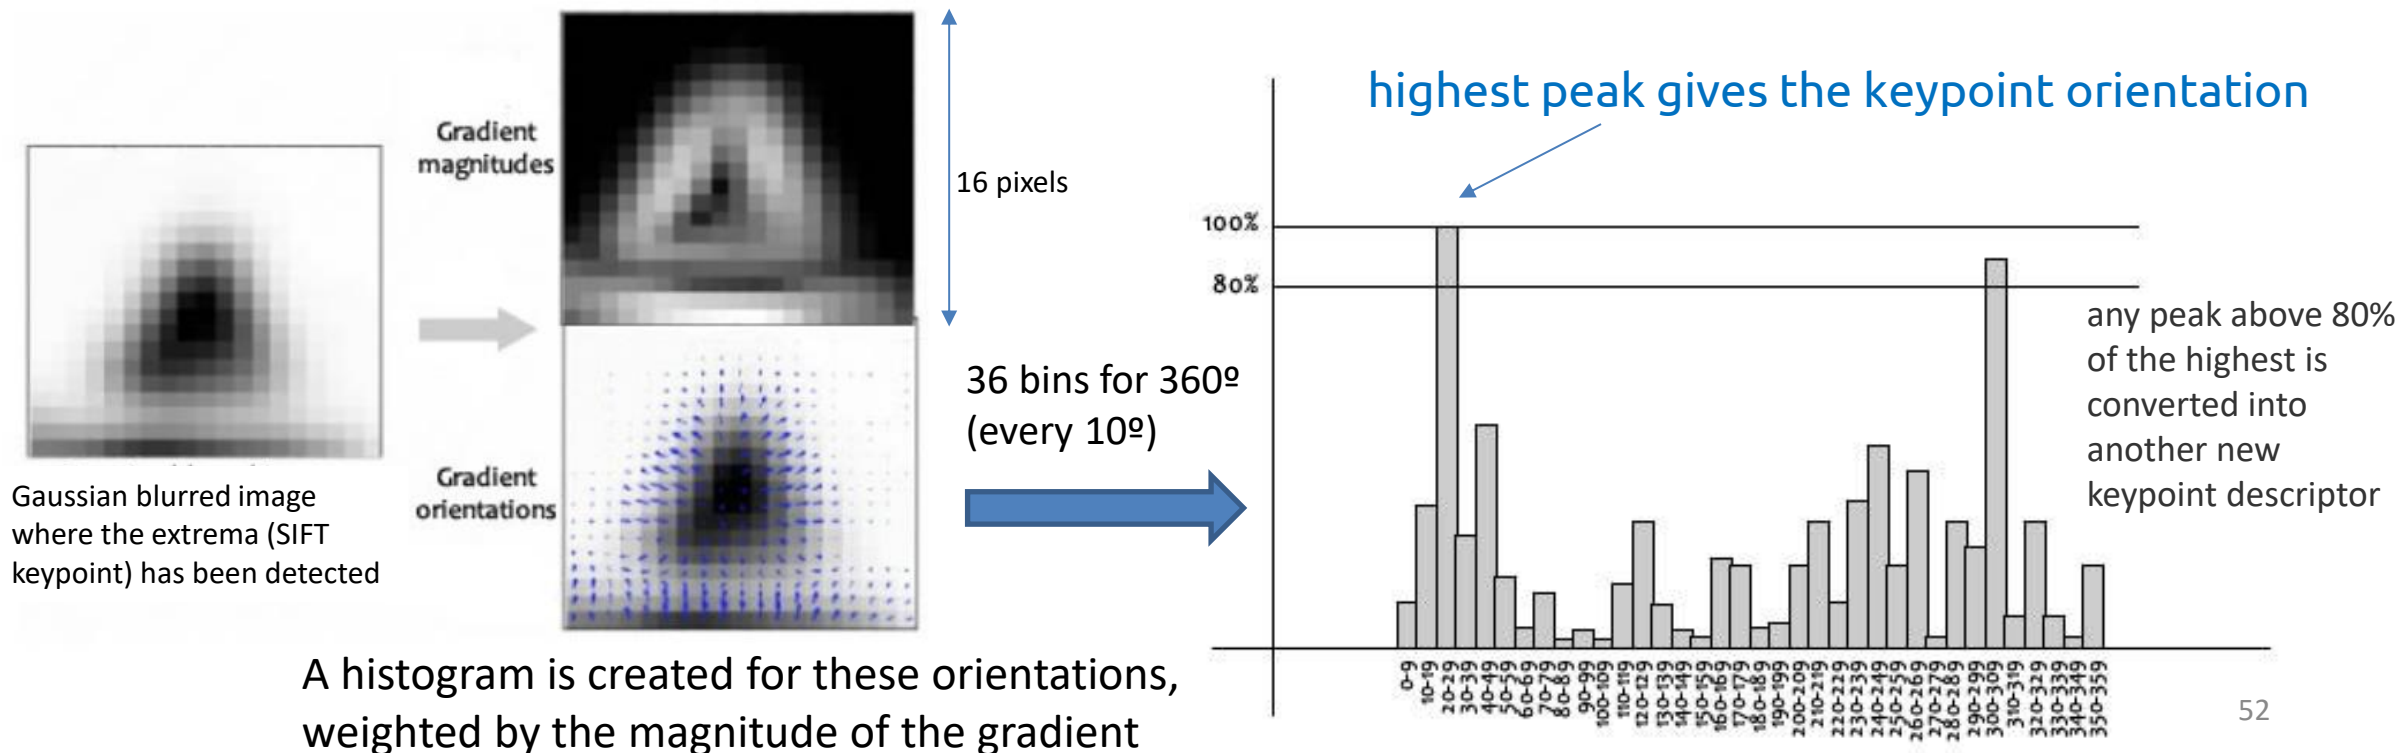 Gradient
magnitudes
16 pixels
Gaussian blurred image
where the extrema (SIFT
keypoint) has been detected
Gradient
orientations
36 bins for 360º
(every 10º)
A histogram is created for these orientations,
weighted by the magnitude of the gradient
highest peak gives the keypoint orientation
100%
80%
any peak above 80%
of the highest is
converted into
another new
keypoint descriptor
0-9
10-19
20-29
30-39
40-49
50-59
60-69
70-79
80-89
90-99
100-109
110-119
120-129
130-139
140-149
150-159
160-169
170-179
180-189
190-199
200-209
210-219
220-229
230-239
240-249
250-259
260-269
270-279
280-289
290-299
300-309
310-319
320-329
330-339
340-349
350-359
52